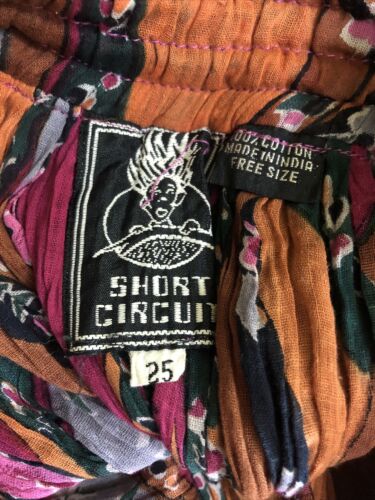 100% COTTON
MADE IN INDIA
FREE SIZE
SHORT
CIRCUIT
25